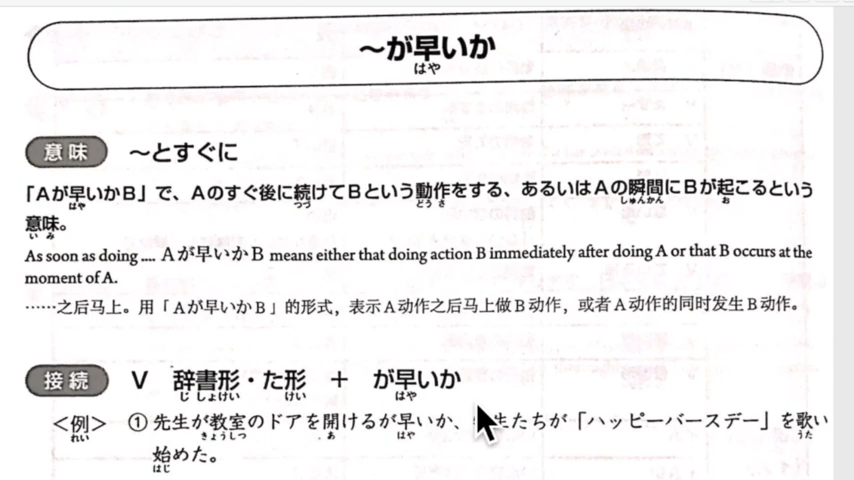 ～が早いか
はや
意味 ～とすぐに
「Aが早いかB」で、Aのすぐ後に続けてBという動作をする、あるいはAの瞬間にBが起こるという
はや つづ どうさ しゅんかん お
意味。
いみ
As soon as doing .... Aが早いかB means either that doing action B immediately after doing A or that B occurs at the
moment of A.
……之后马上。用「Aが早いかB」的形式，表示A动作之后马上做B动作，或者A动作的同时发生B动作。
接続 V 辞書形・た形 ＋ が早いか
じしょけい けい はや
＜例＞ ① 先生が教室のドアを開けるが早いか、生たちが「ハッピーバースデー」を歌い
れい きょうしつ あ はや うた
始めた。
はじ